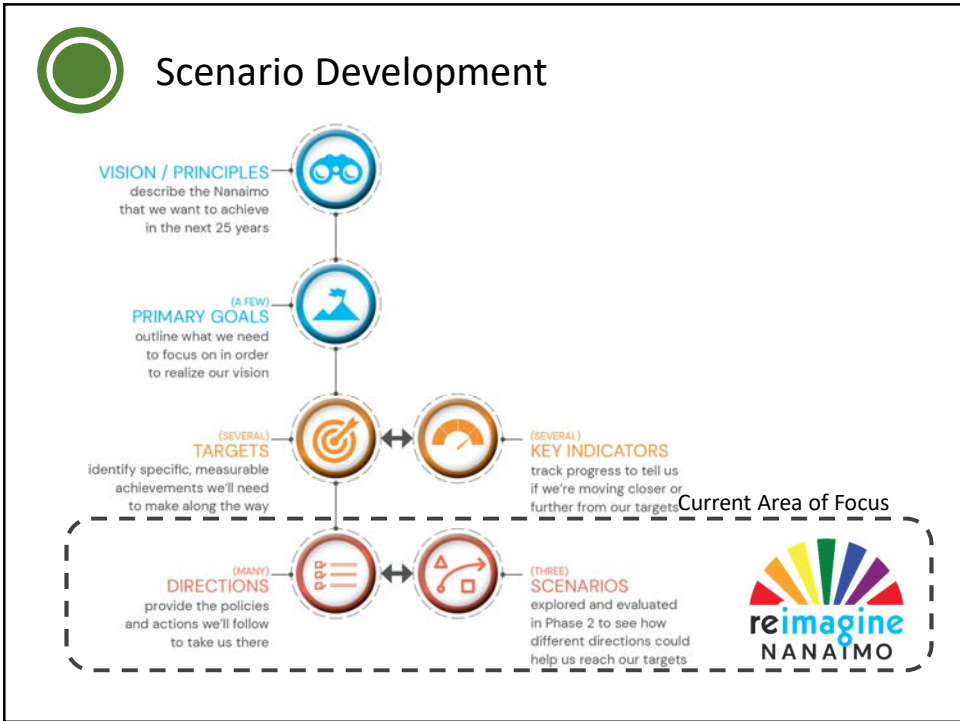 Scenario Development
VISION / PRINCIPLES
describe the Nanaimo
that we want to achieve
in the next 25 years
(A FEW)
PRIMARY GOALS
outline what we need
to focus on in order
to realize our vision
(SEVERAL)
TARGETS
identify specific, measurable
achievements we'll need
to make along the way
(SEVERAL)
KEY INDICATORS
track progress to tell us
if we're moving closer or
further from our targets
Current Area of Focus
(MANY)
DIRECTIONS
provide the policies
and actions we'll follow
to take us there
(THREE)
SCENARIOS
explored and evaluated
in Phase 2 to see how
different directions could
help us reach our targets
reimagine
NANAIMO